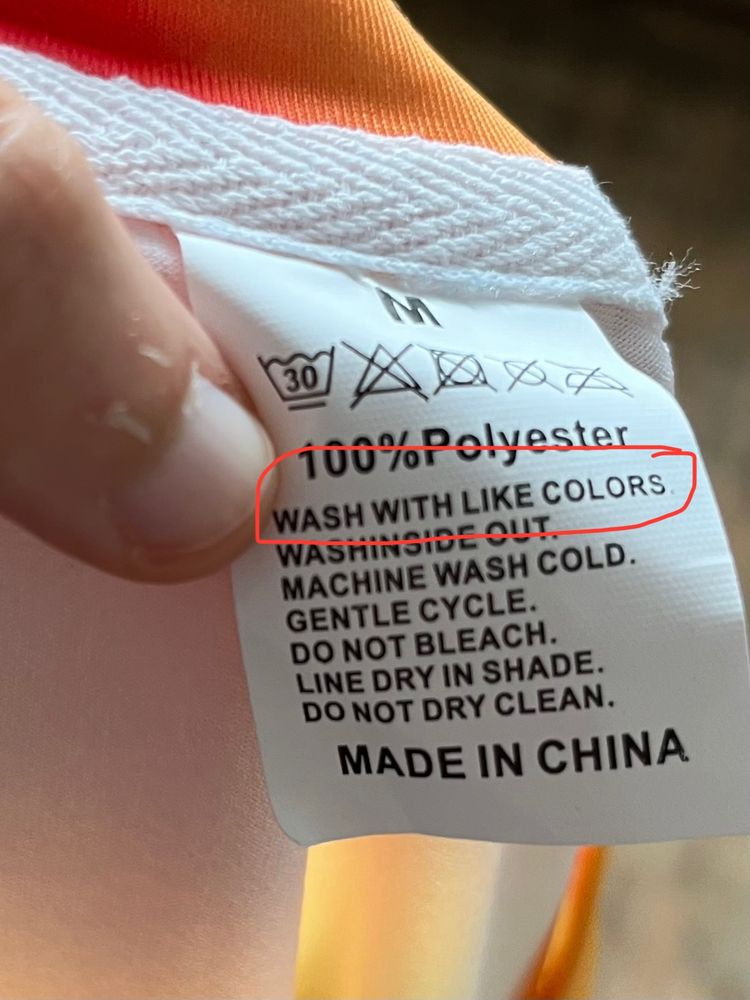 M
30
100%Polyester
WASH WITH LIKE COLORS.
WASHINSIDE OUT.
MACHINE WASH COLD.
GENTLE CYCLE.
DO NOT BLEACH.
LINE DRY IN SHADE.
DO NOT DRY CLEAN.
MADE IN CHINA